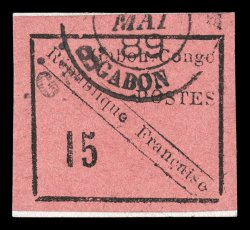 MAI
89
GABON
Gabon-Congo
POSTES
République Française
15